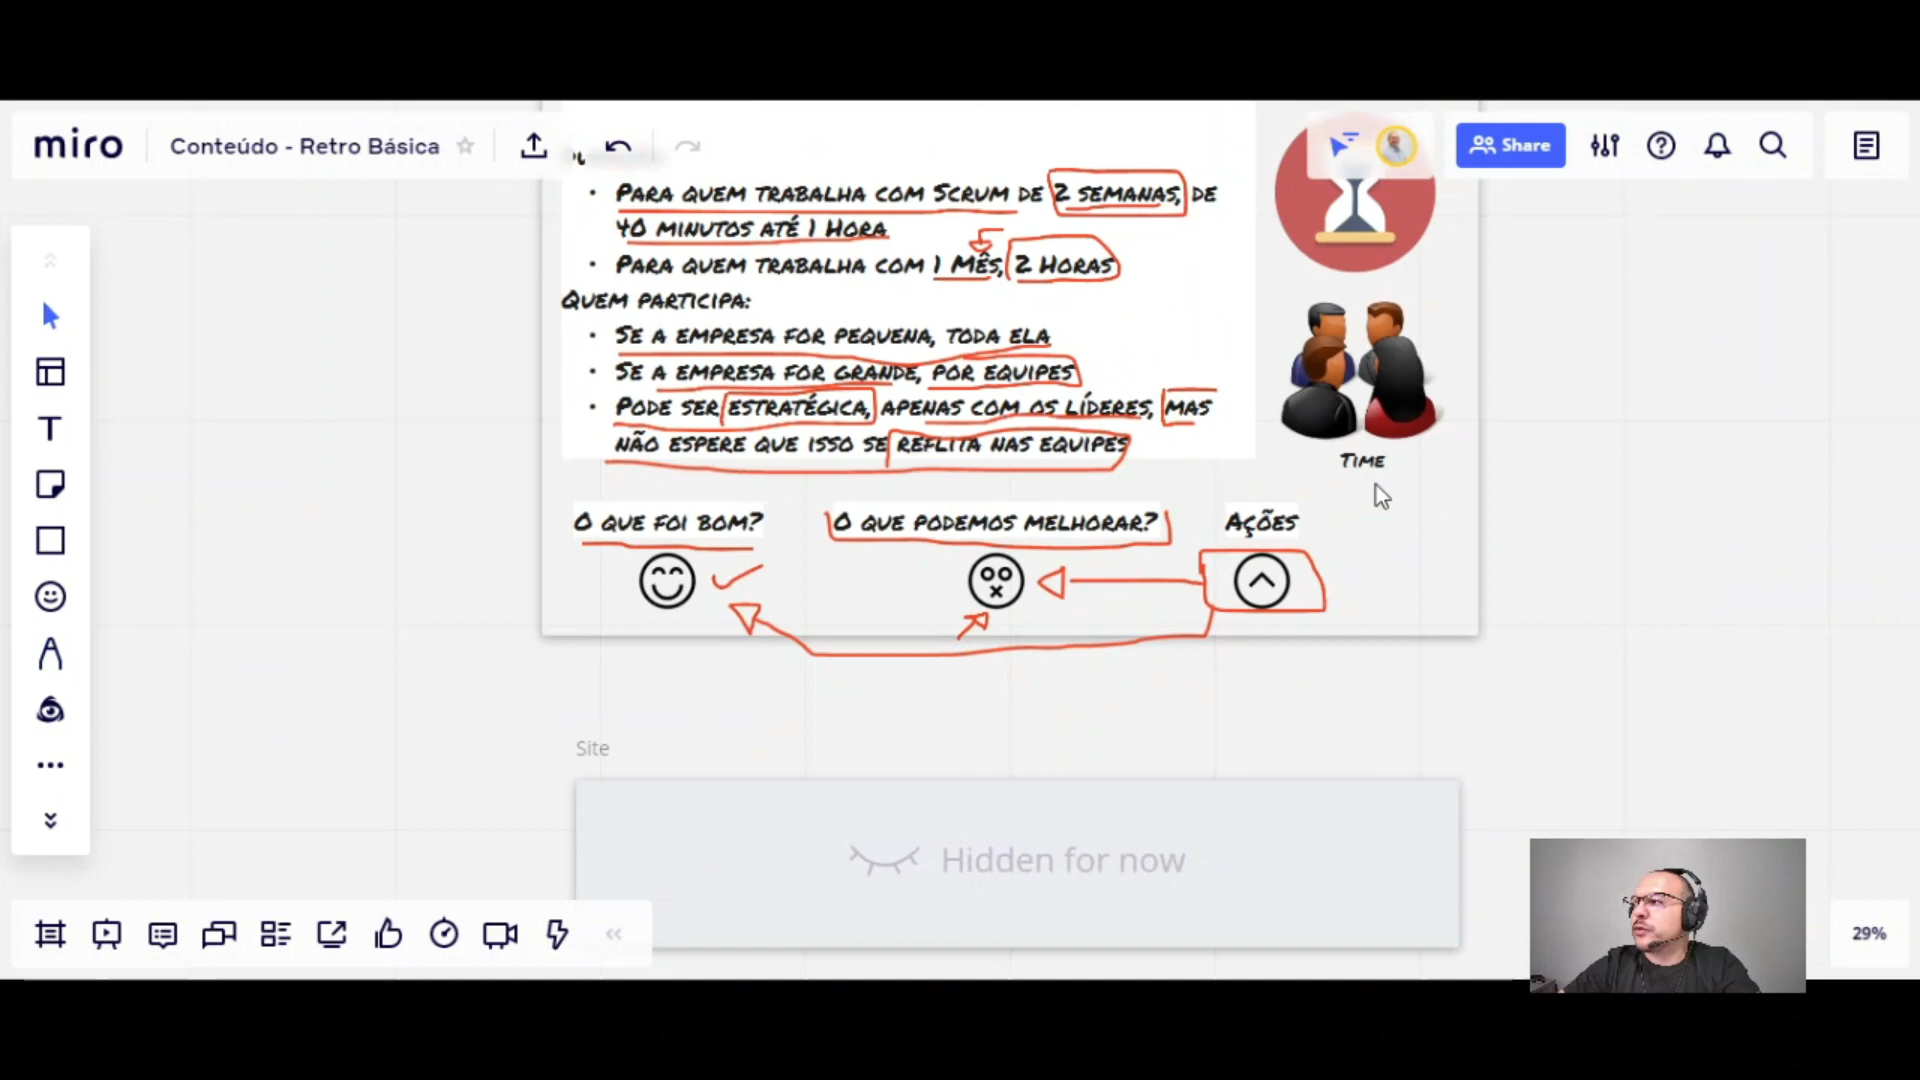 miro
Conteúdo - Retro Básica
Share
• Para quem trabalha com Scrum de 2 semanas, de
40 minutos até 1 Hora
• Para quem trabalha com 1 Mês, 2 Horas
Quem participa:
• Se a empresa for pequena, toda ela
• Se a empresa for grande, por equipes
• Pode ser estratégica, apenas com os líderes, mas
não espere que isso se reflita nas equipes
Time
O que foi bom?
O que podemos melhorar?
Ações
Site
Hidden for now
29%